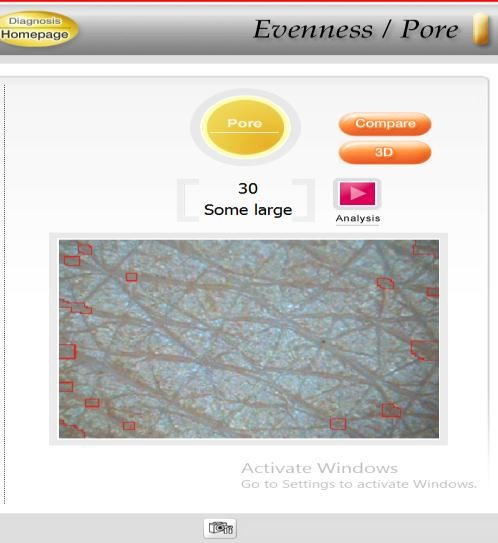 Diagnosis
Homepage
Evenness / Pore
Pore
Compare
3D
30
Some large
Analysis
Activate Windows
Go to Settings to activate Windows.